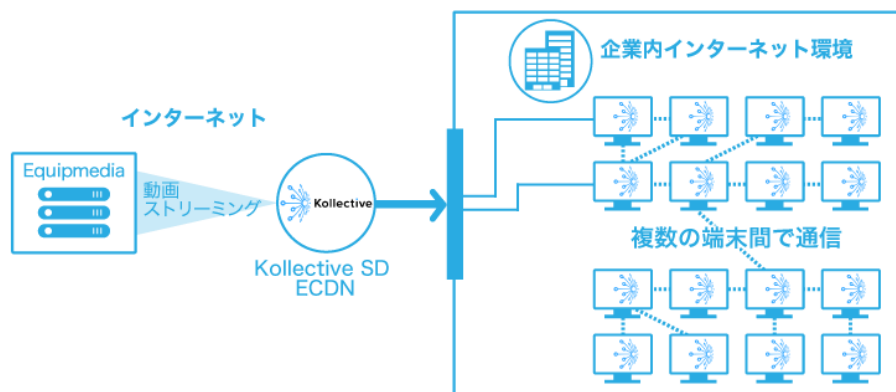 企業内インターネット環境
インターネット
Equipmedia
動画
ストリーミング
Kollective
Kollective SD
ECDN
複数の端末間で通信